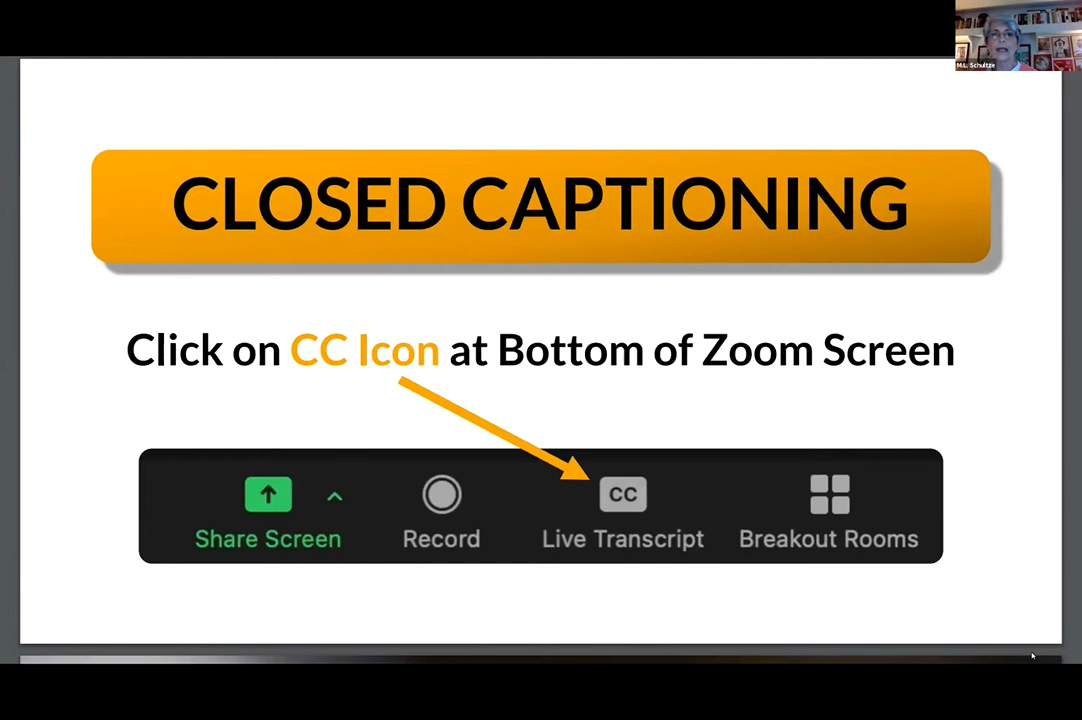 M.L. Schultze
CLOSED CAPTIONING
Click on CC Icon at Bottom of Zoom Screen
CC
Share Screen
Record
Live Transcript
Breakout Rooms